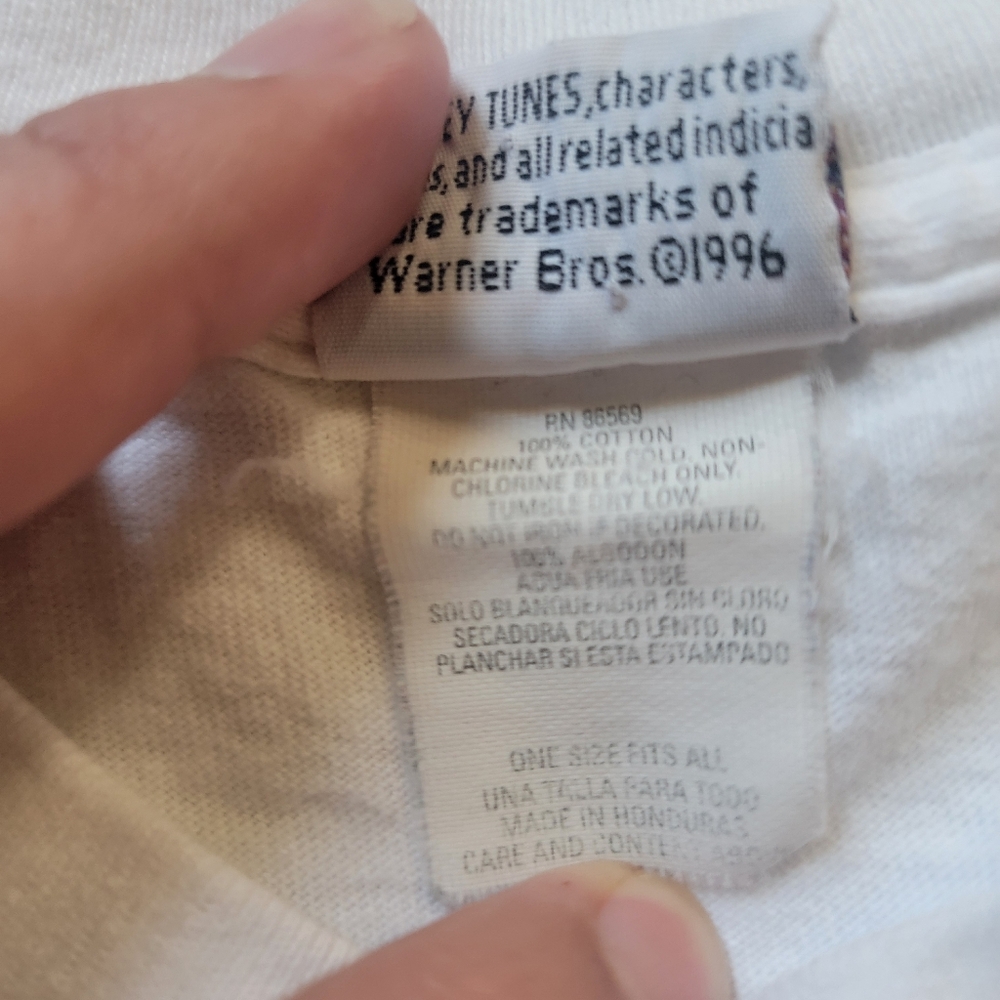 EY TUNES, characters,
s, and all related indicia
are trademarks of
Warner Bros. ©1996
RN 86569
100% COTTON
MACHINE WASH COLD. NON-
CHLORINE BLEACH ONLY.
TUMBLE DRY LOW.
DO NOT IRON IF DECORATED.
100% ALGODON
AGUA FRIA USE
SOLO BLANQUEADOR SIN CLORO
SECADORA CICLO LENTO. NO
PLANCHAR SI ESTA ESTAMPADO
ONE SIZE FITS ALL
UNA TALLA PARA TODO
MADE IN HONDURAS
CARE AND CONTENT